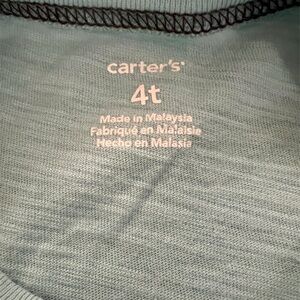 carter's
4t
Made in Malaysia
Fabriqué en Malaisie
Hecho en Malasia